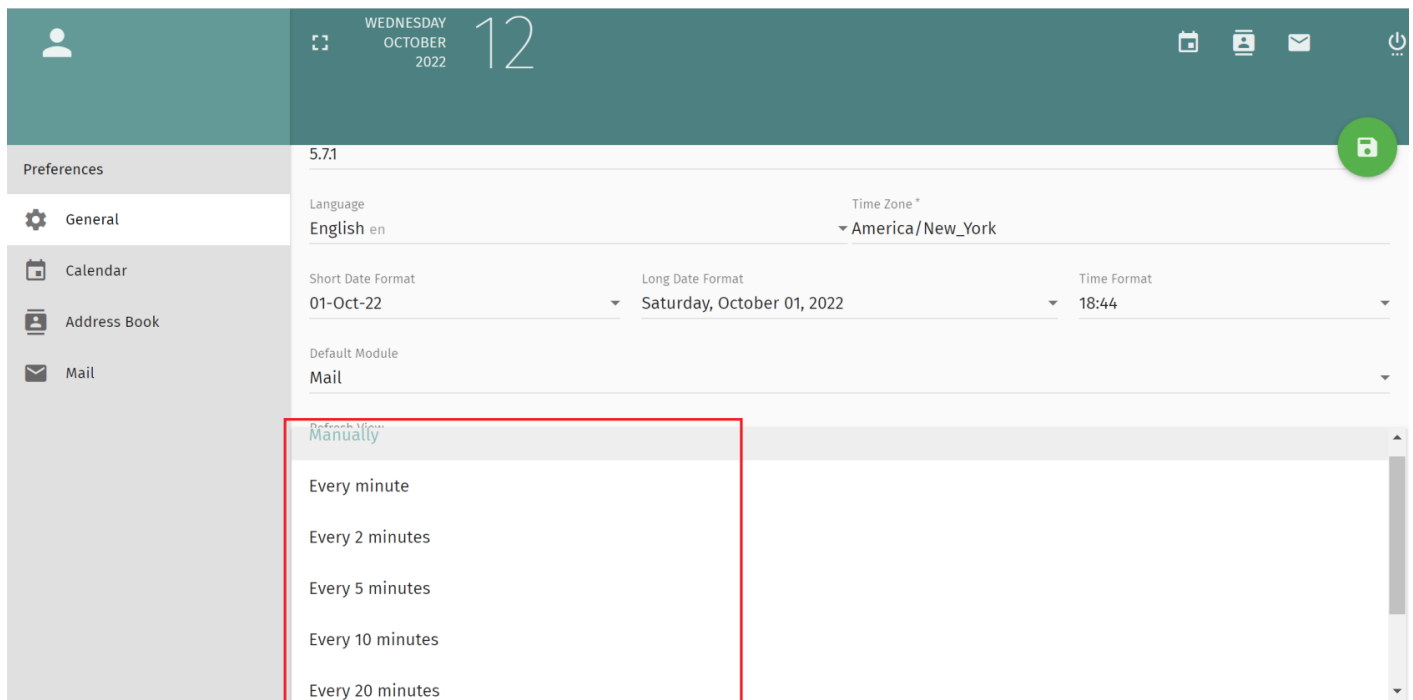 WEDNESDAY
OCTOBER
2022
12
Preferences
General
Calendar
Address Book
Mail
5.7.1
Language
Time Zone *
English en
America/New_York
Short Date Format
Long Date Format
Time Format
01-Oct-22
Saturday, October 01, 2022
18:44
Default Module
Mail
Refresh View
Manually
Every minute
Every 2 minutes
Every 5 minutes
Every 10 minutes
Every 20 minutes